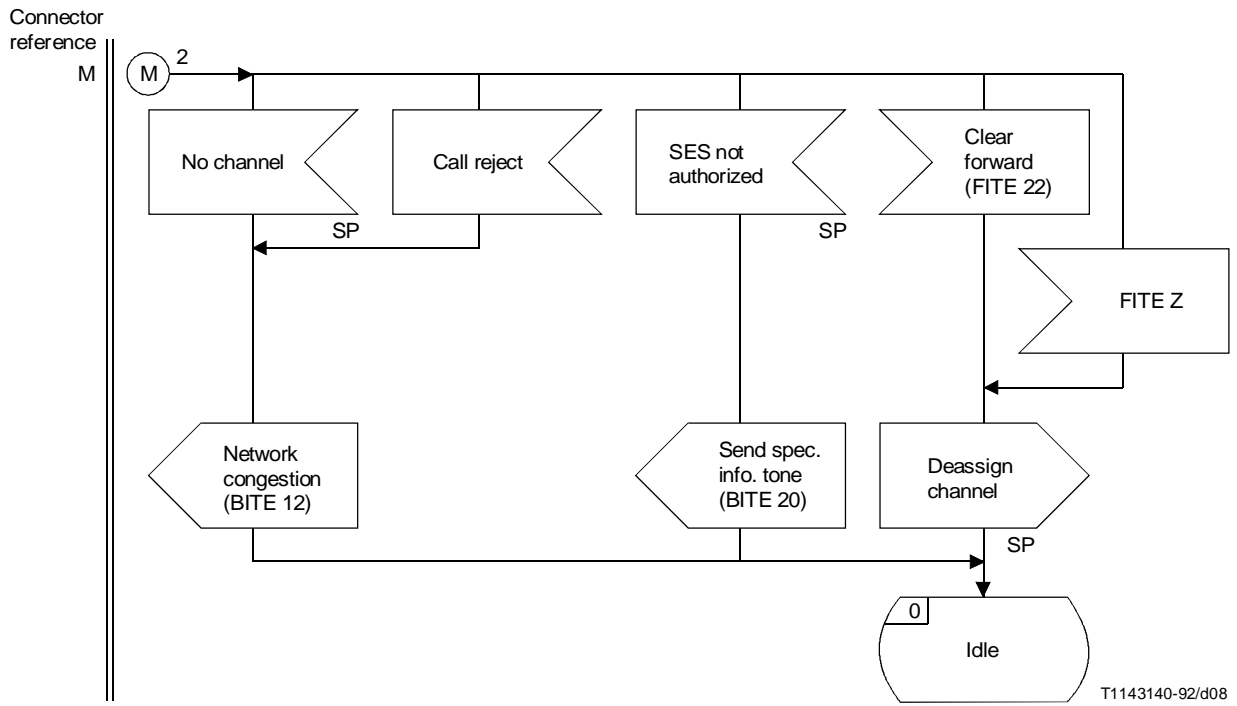 Connector
reference
M
M
2
No channel
Call reject
SES not
authorized
Clear
forward
(FITE 22)
SP
SP
FITE Z
Network
congestion
(BITE 12)
Send spec.
info. tone
(BITE 20)
Deassign
channel
SP
0
Idle
T1143140-92/d08